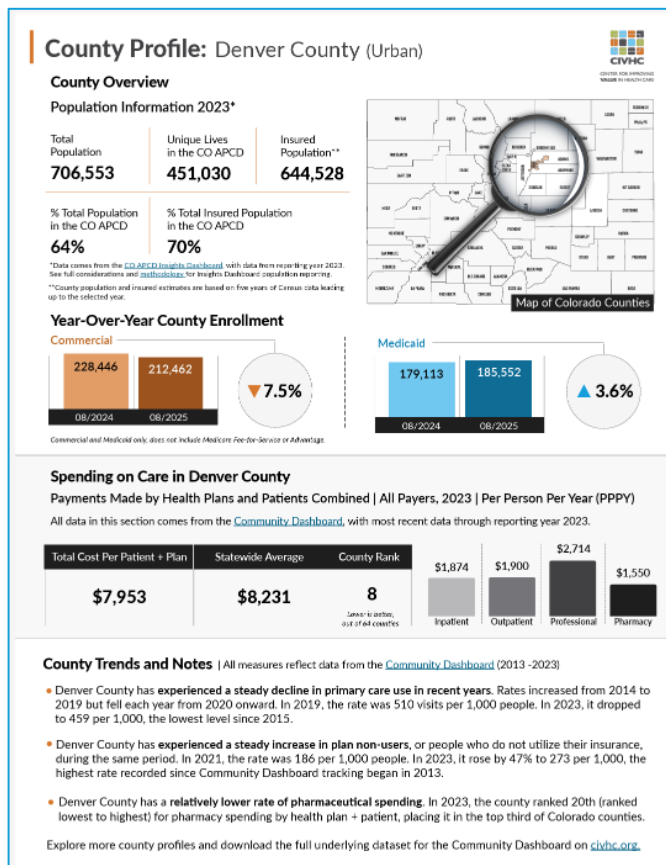 County Profile: Denver County (Urban)
CIVHC
CENTER FOR IMPROVING
VALUE IN HEALTH CARE
County Overview
Population Information 2023*
Total
Population
706,553
Unique Lives
in the CO APCD
451,030
Insured
Population**
644,528
% Total Population
in the CO APCD
64%
% Total Insured Population
in the CO APCD
70%
*Data comes from the CO APCD Insights Dashboard, with data from reporting year 2023.
See full considerations and methodology for Insights Dashboard population reporting.
**County population and insured estimates are based on five years of Census data leading
up to the selected year.
Map of Colorado Counties
Year-Over-Year County Enrollment
Commercial
228,446
212,462
08/2024
08/2025
▼7.5%
Medicaid
179,113
185,552
08/2024
08/2025
▲3.6%
Commercial and Medicaid only, does not include Medicare Fee-for-Service or Advantage.
Spending on Care in Denver County
Payments Made by Health Plans and Patients Combined | All Payers, 2023 | Per Person Per Year (PPPY)
All data in this section comes from the Community Dashboard, with most recent data through reporting year 2023.
Total Cost Per Patient + Plan
Statewide Average
County Rank
$7,953
$8,231
8
Lower is better,
out of 64 counties
$1,874
$1,900
$2,714
$1,550
Inpatient
Outpatient
Professional
Pharmacy
County Trends and Notes | All measures reflect data from the Community Dashboard (2013 -2023)
• Denver County has experienced a steady decline in primary care use in recent years. Rates increased from 2014 to
2019 but fell each year from 2020 onward. In 2019, the rate was 510 visits per 1,000 people. In 2023, it dropped
to 459 per 1,000, the lowest level since 2015.
• Denver County has experienced a steady increase in plan non-users, or people who do not utilize their insurance,
during the same period. In 2021, the rate was 186 per 1,000 people. In 2023, it rose by 47% to 273 per 1,000, the
highest rate recorded since Community Dashboard tracking began in 2013.
• Denver County has a relatively lower rate of pharmaceutical spending. In 2023, the county ranked 20th (ranked
lowest to highest) for pharmacy spending by health plan + patient, placing it in the top third of Colorado counties.
Explore more county profiles and download the full underlying dataset for the Community Dashboard on civhc.org.